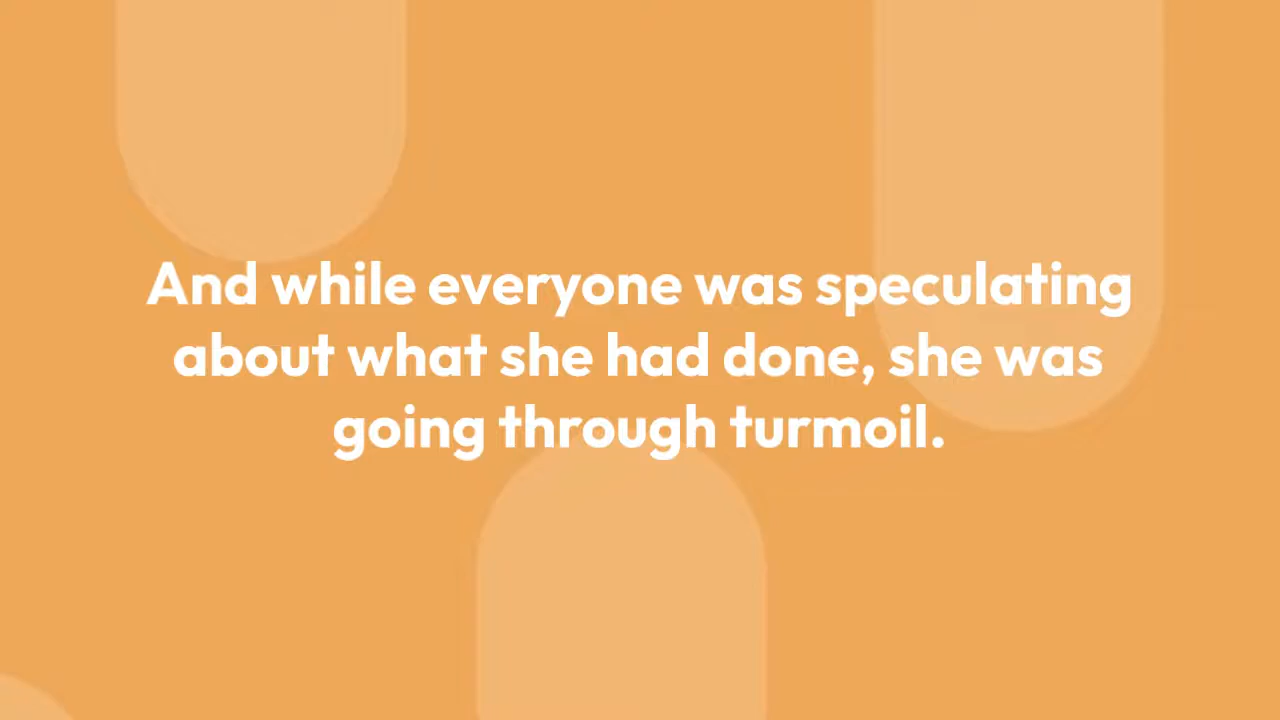 And while everyone was speculating
about what she had done, she was
going through turmoil.